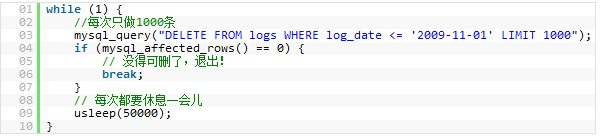 01 while (1) {
02     //每次只做1000条
03     mysql_query("DELETE FROM logs WHERE log_date <= '2009-11-01' LIMIT 1000");
04     if (mysql_affected_rows() == 0) {
05         // 没得可删了，退出！
06         break;
07     }
08     // 每次都要休息一会儿
09     usleep(50000);
10 }